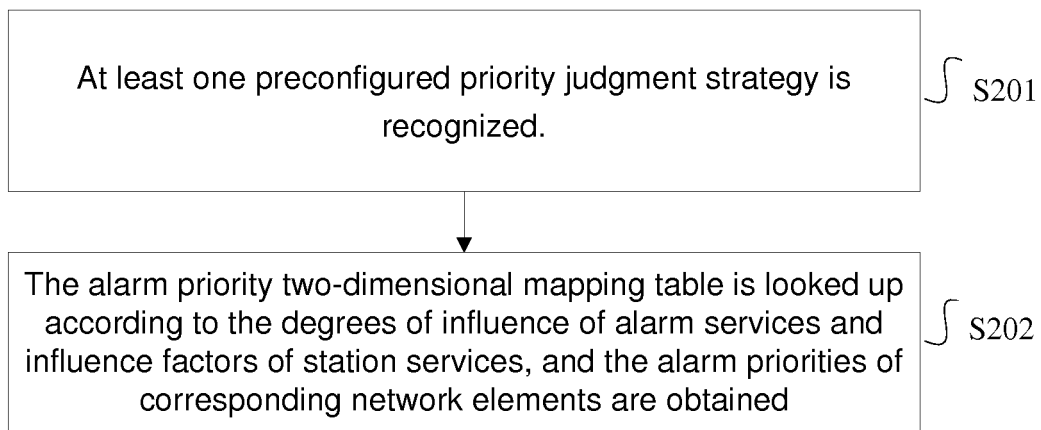 At least one preconfigured priority judgment strategy is
recognized.
S201
The alarm priority two-dimensional mapping table is looked up
according to the degrees of influence of alarm services and
influence factors of station services, and the alarm priorities of
corresponding network elements are obtained
S202